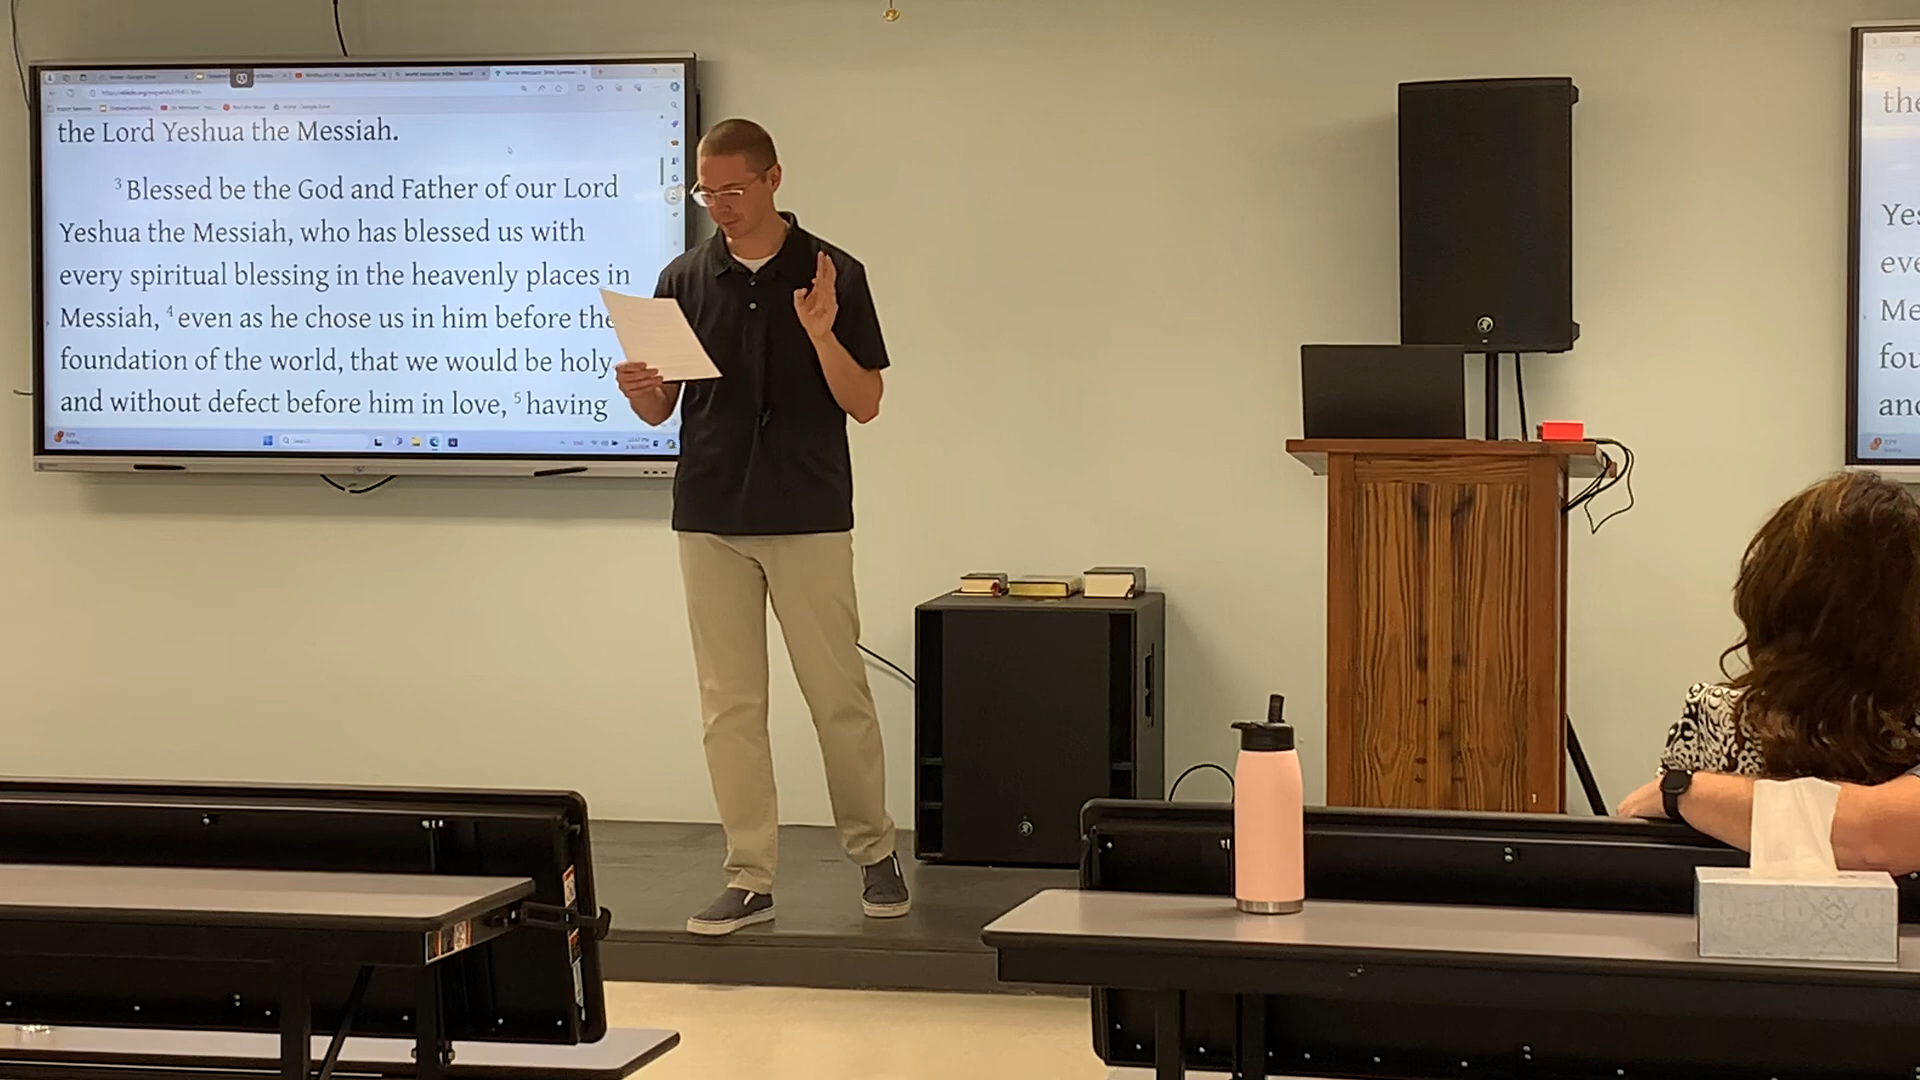 the Lord Yeshua the Messiah.
3 Blessed be the God and Father of our Lord
Yeshua the Messiah, who has blessed us with
every spiritual blessing in the heavenly places in
Messiah, 4 even as he chose us in him before the
foundation of the world, that we would be holy
and without defect before him in love, 5 having
the
Yes
eve
Me
fou
and